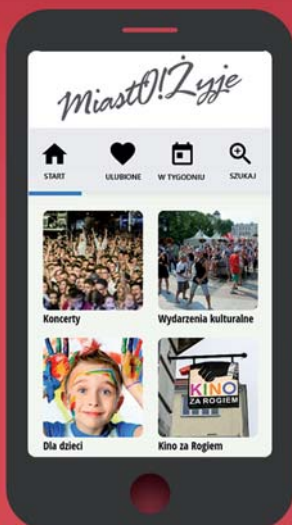 MiastO!Żyje
START ULUBIONE W TYGODNIU SZUKAJ
Koncerty Wydarzenia kulturalne
KINO
ZA ROGIEM
Dla dzieci Kino za Rogiem